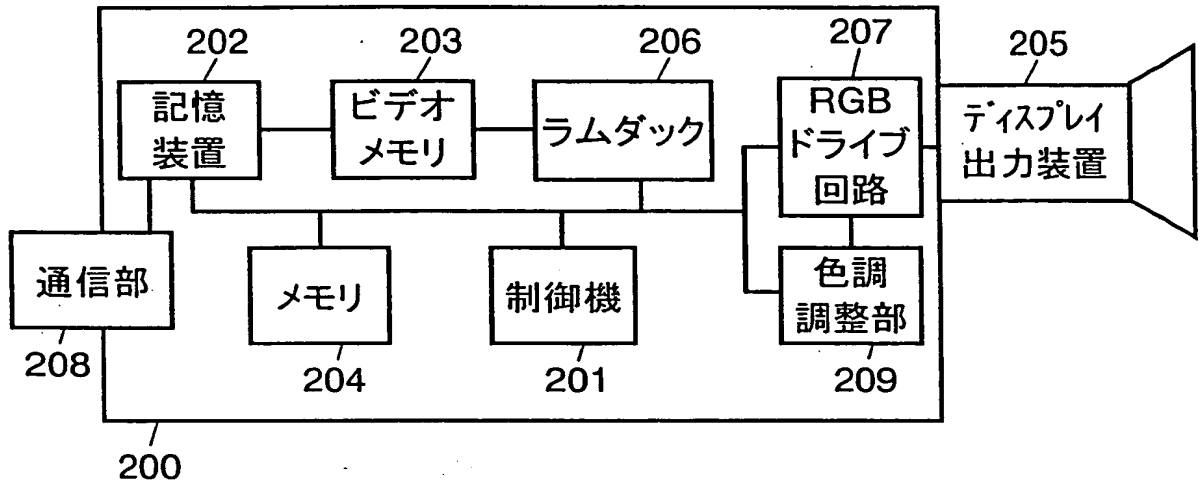 202
203
206
207
205
記憶
装置
ビデオ
メモリ
ラムダック
RGB
ドライブ
回路
ディスプレイ
出力装置
通信部
メモリ
制御機
色調
調整部
208
204
201
209
200